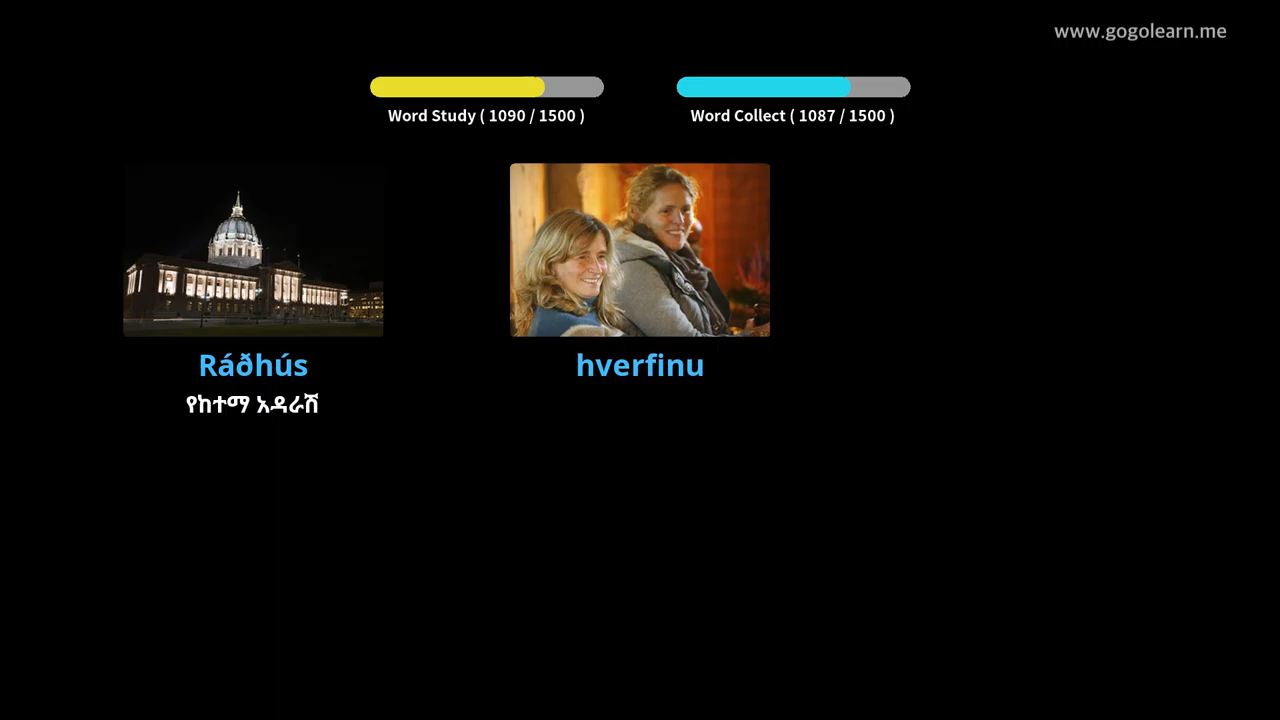 www.gogolearn.me
Word Study ( 1090 / 1500 )
Word Collect ( 1087 / 1500 )
Ráðhús
የከተማ አዳራሽ
hverfinu